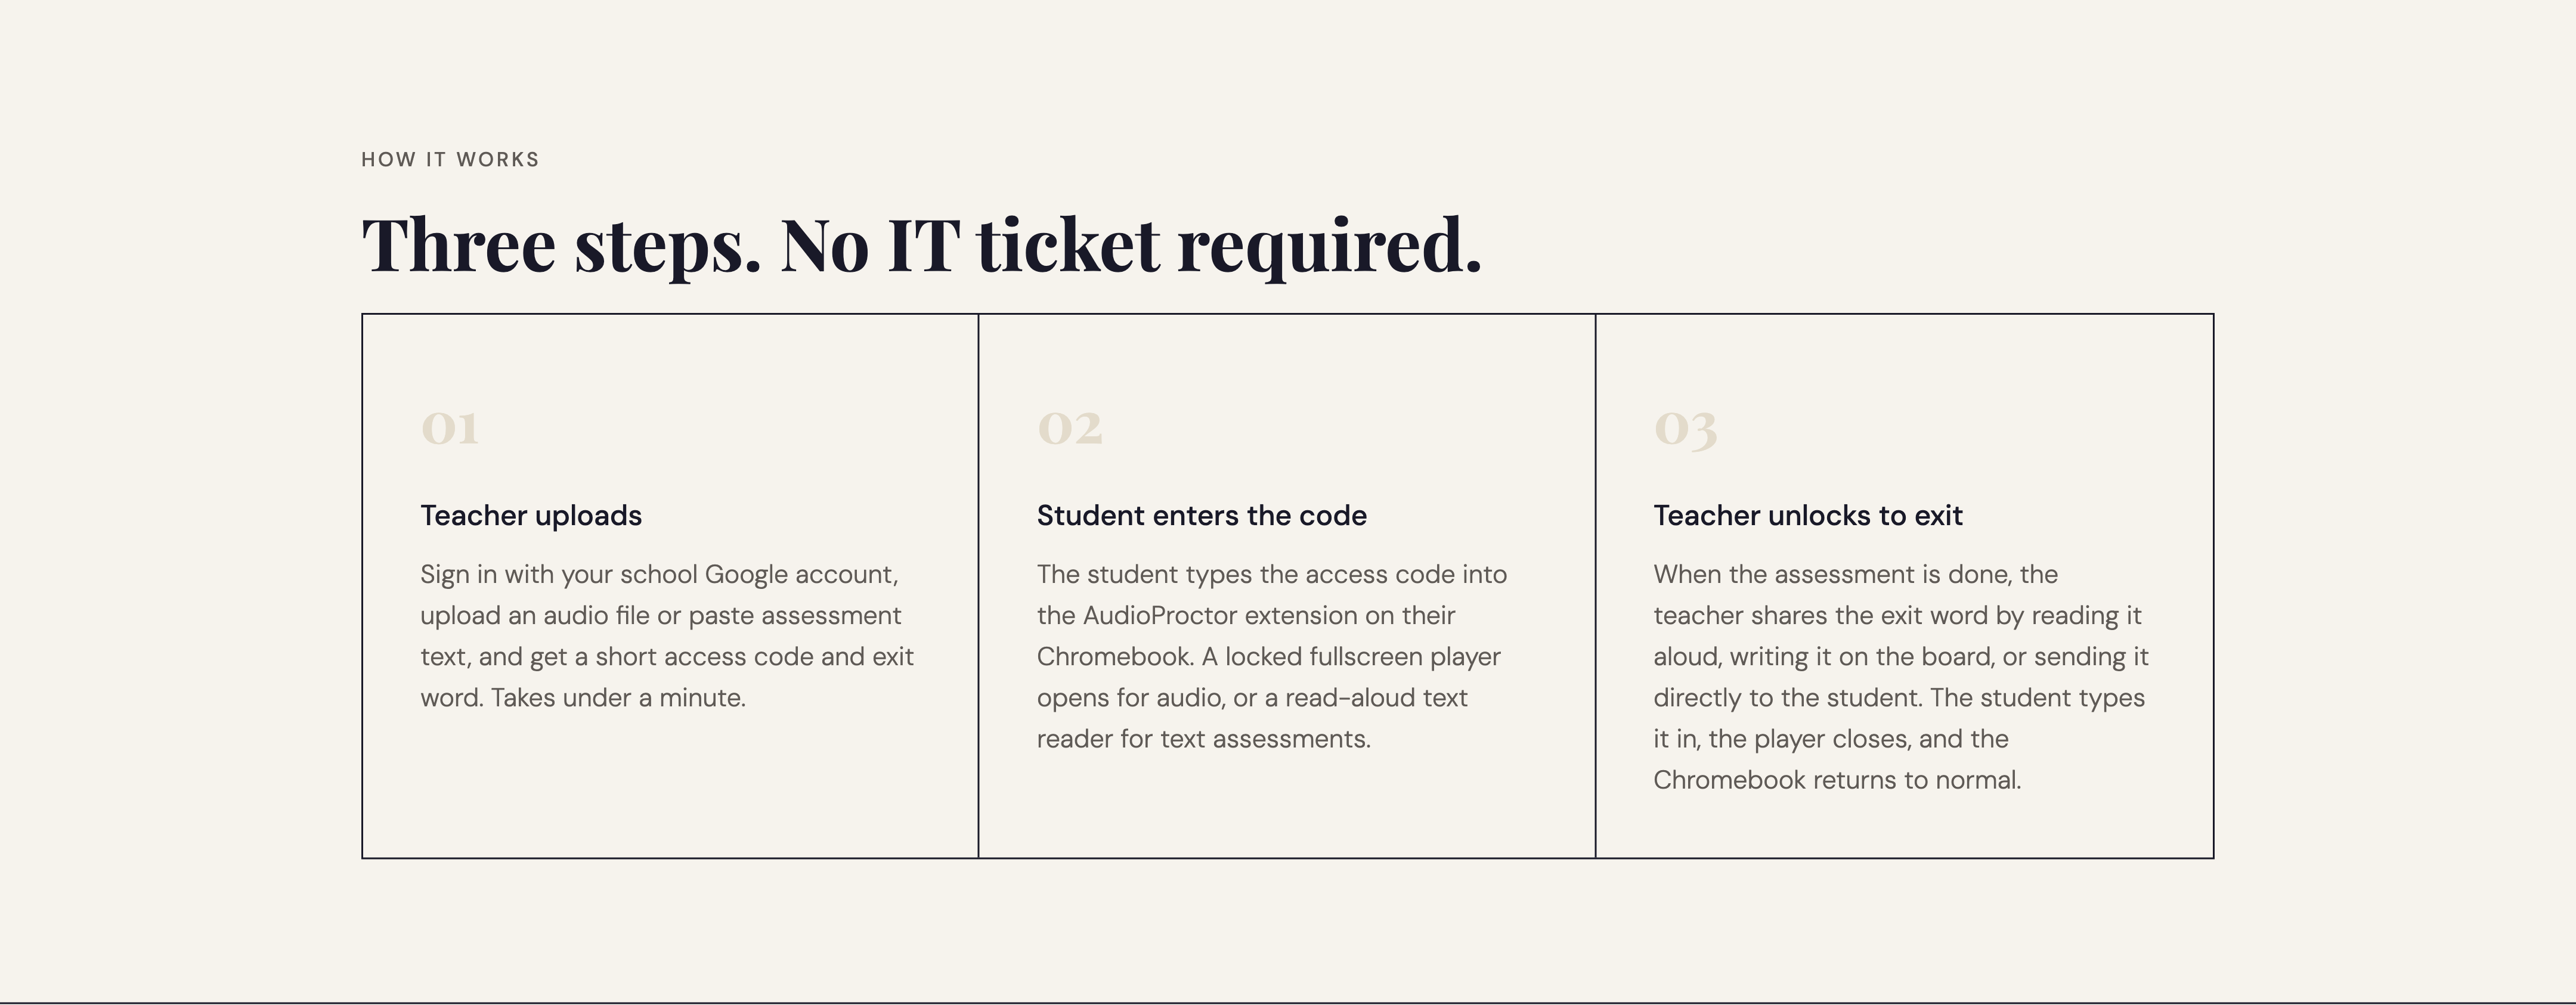 HOW IT WORKS
Three steps. No IT ticket required.
01
Teacher uploads
Sign in with your school Google account,
upload an audio file or paste assessment
text, and get a short access code and exit
word. Takes under a minute.
02
Student enters the code
The student types the access code into
the AudioProctor extension on their
Chromebook. A locked fullscreen player
opens for audio, or a read-aloud text
reader for text assessments.
03
Teacher unlocks to exit
When the assessment is done, the
teacher shares the exit word by reading it
aloud, writing it on the board, or sending it
directly to the student. The student types
it in, the player closes, and the
Chromebook returns to normal.